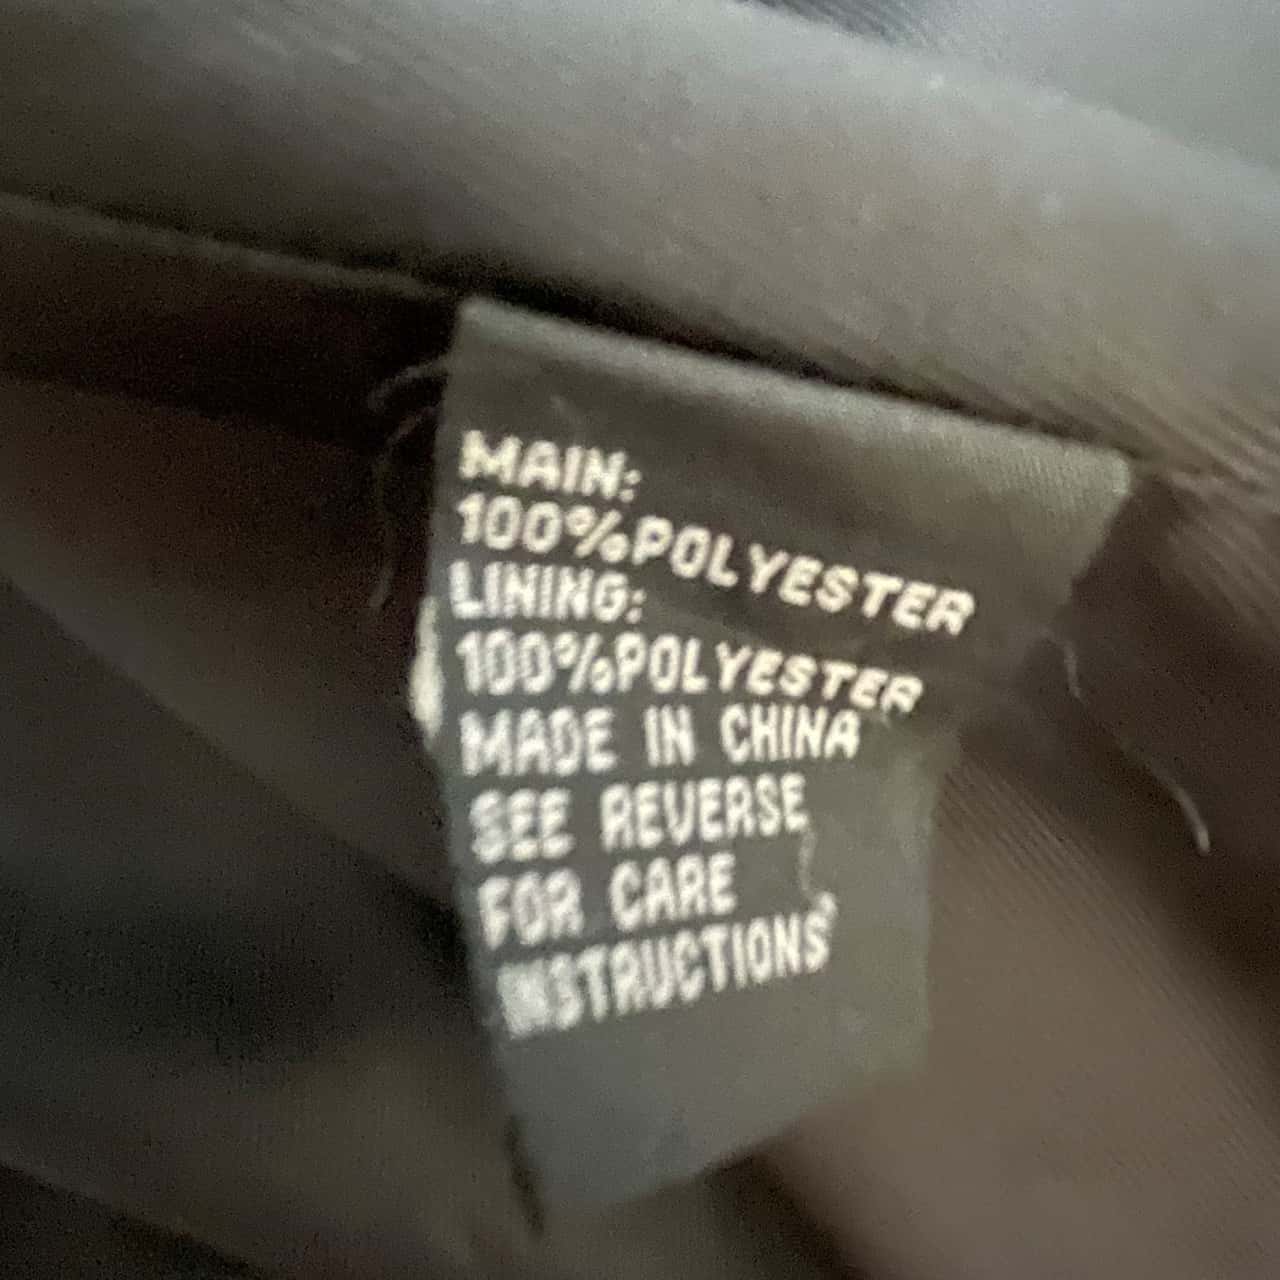 MAIN:
100%POLYESTER
LINING:
100%POLYESTER
MADE IN CHINA
SEE REVERSE
FOR CARE
INSTRUCTIONS